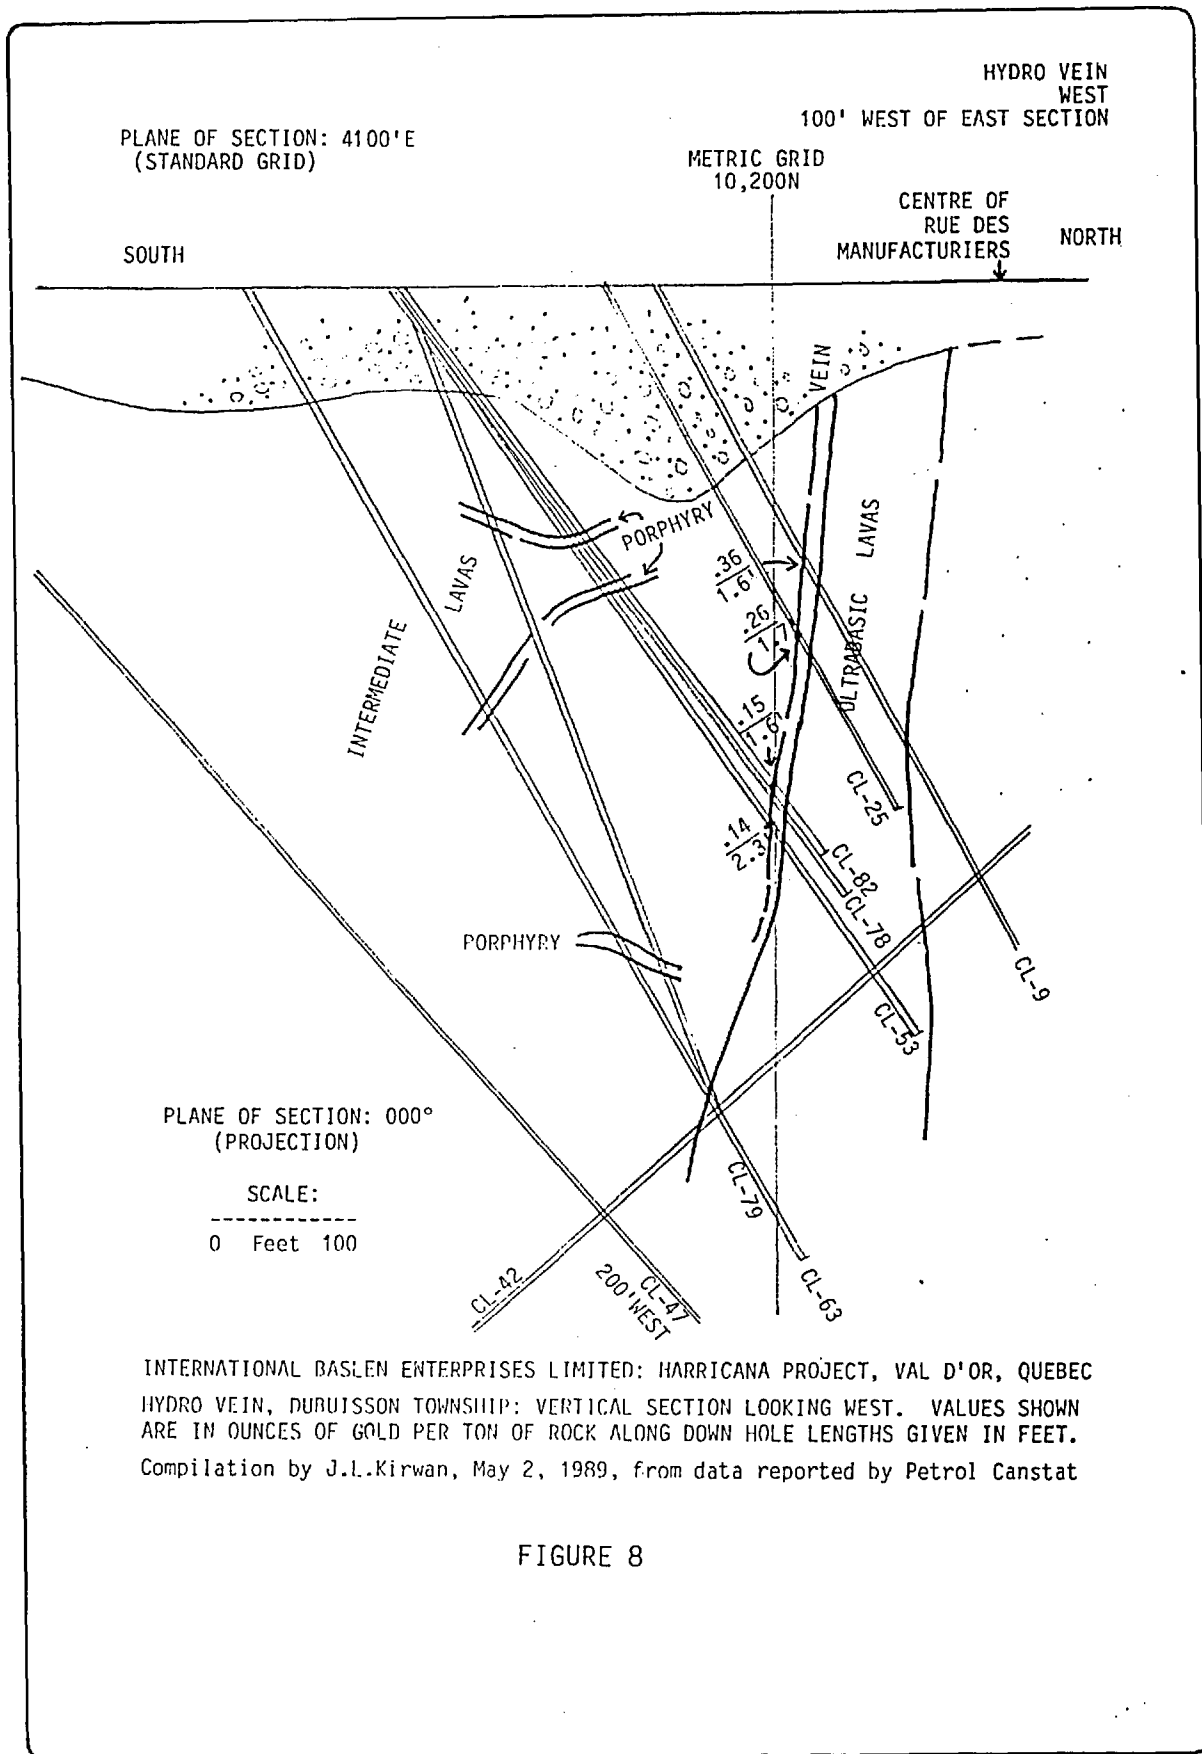 HYDRO VEIN
WEST
100' WEST OF EAST SECTION
PLANE OF SECTION: 4100'E
(STANDARD GRID)
METRIC GRID
10,200N
CENTRE OF
RUE DES
MANUFACTURIERS
NORTH
SOUTH
VEIN
PORPHYRY
INTERMEDIATE
LAVAS
ULTRABASIC LAVAS
.36
1.6'
.26
1.7
.15
1.6'
.14
2.3'
CL-25
CL-82
CL-78
CL-9
CL-53
PORPHYRY
PLANE OF SECTION: 000°
(PROJECTION)
SCALE:
0 Feet 100
CL-79
CL-42
CL-47
200'WEST
CL-63
INTERNATIONAL BASLEN ENTERPRISES LIMITED: HARRICANA PROJECT, VAL D'OR, QUEBEC
HYDRO VEIN, DUBUISSON TOWNSHIP: VERTICAL SECTION LOOKING WEST. VALUES SHOWN
ARE IN OUNCES OF GOLD PER TON OF ROCK ALONG DOWN HOLE LENGTHS GIVEN IN FEET.
Compilation by J.L.Kirwan, May 2, 1989, from data reported by Petrol Canstat
FIGURE 8